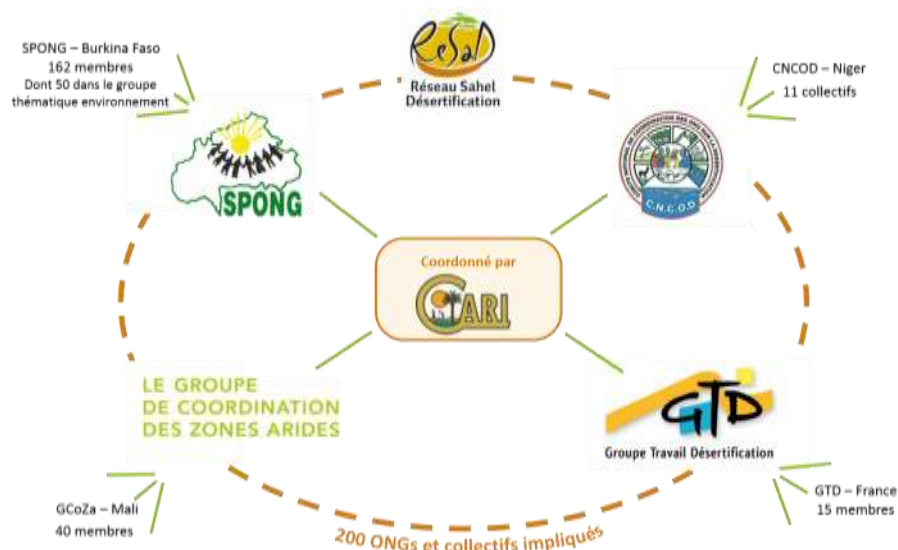 ReSaD
Réseau Sahel
Désertification
SPONG – Burkina Faso
162 membres
Dont 50 dans le groupe
thématique environnement
SPONG
CNCOD – Niger
11 collectifs
C.N.C.O.D
Coordonné par
CARI
LE GROUPE
DE COORDINATION
DES ZONES ARIDES
GTD
Groupe Travail Désertification
GCoZa – Mali
40 membres
GTD – France
15 membres
200 ONGs et collectifs impliqués